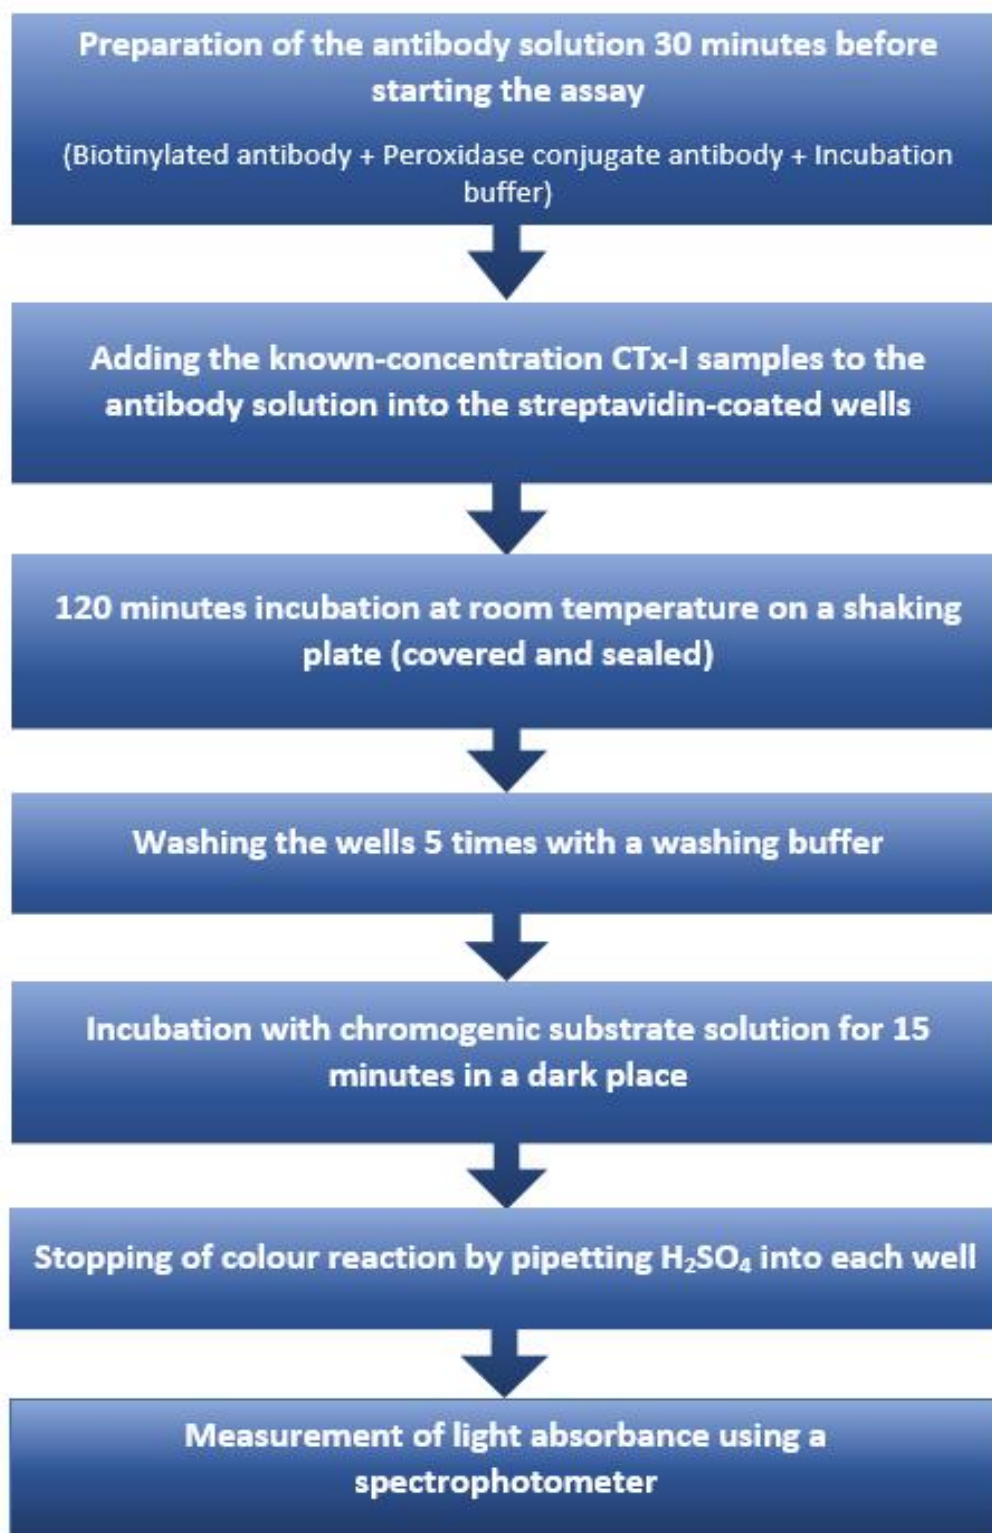 Preparation of the antibody solution 30 minutes before
starting the assay
(Biotinylated antibody + Peroxidase conjugate antibody + Incubation
buffer)
Adding the known-concentration CTx-I samples to the
antibody solution into the streptavidin-coated wells
120 minutes incubation at room temperature on a shaking
plate (covered and sealed)
Washing the wells 5 times with a washing buffer
Incubation with chromogenic substrate solution for 15
minutes in a dark place
Stopping of colour reaction by pipetting H₂SO₄ into each well
Measurement of light absorbance using a
spectrophotometer